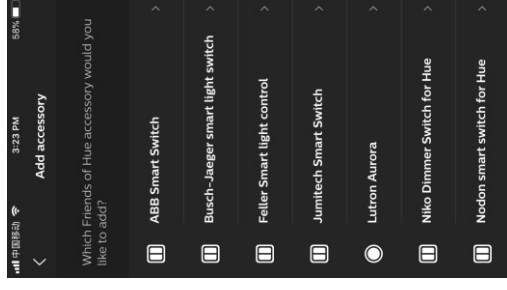 中国移动 3:23 PM 58%
Add accessory
Which Friends of Hue accessory would you
like to add?
ABB Smart Switch
Busch-Jaeger smart light switch
Feller Smart light control
Jumitech Smart Switch
Lutron Aurora
Niko Dimmer Switch for Hue
Nodon smart switch for Hue